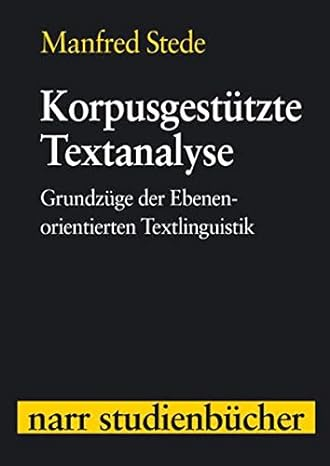 Manfred Stede
Korpusgestützte
Textanalyse
Grundzüge der Ebenen-
orientierten Textlinguistik
narr studienbücher